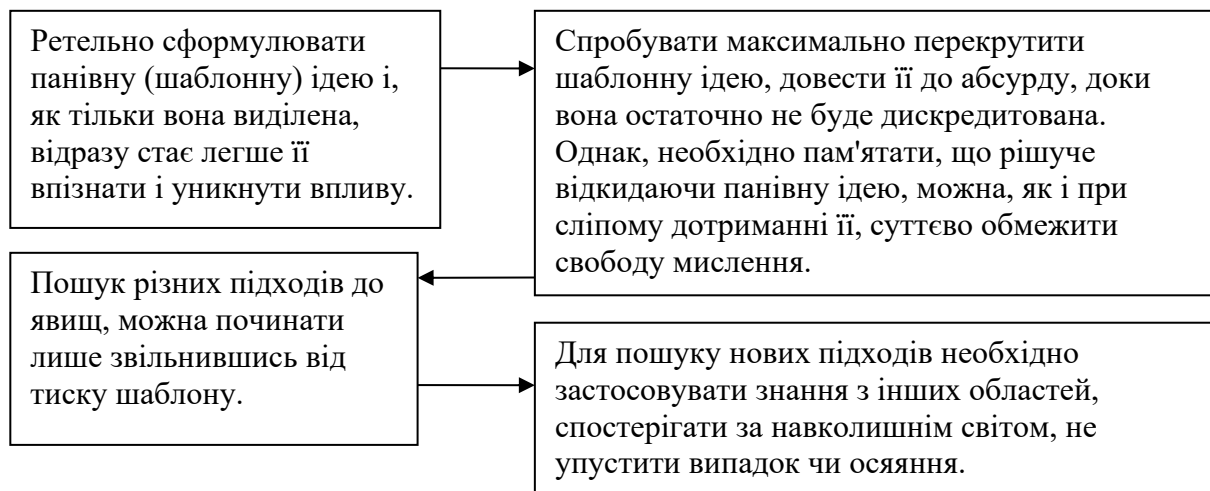 Ретельно сформулювати
панівну (шаблонну) ідею і,
як тільки вона виділена,
відразу стає легше її
впізнати і уникнути впливу.
Спробувати максимально перекрутити
шаблонну ідею, довести її до абсурду, доки
вона остаточно не буде дискредитована.
Однак, необхідно пам'ятати, що рішуче
відкидаючи панівну ідею, можна, як і при
сліпому дотриманні її, суттєво обмежити
свободу мислення.
Пошук різних підходів до
явищ, можна починати
лише звільнившись від
тиску шаблону.
Для пошуку нових підходів необхідно
застосовувати знання з інших областей,
спостерігати за навколишнім світом, не
упустити випадок чи осяяння.